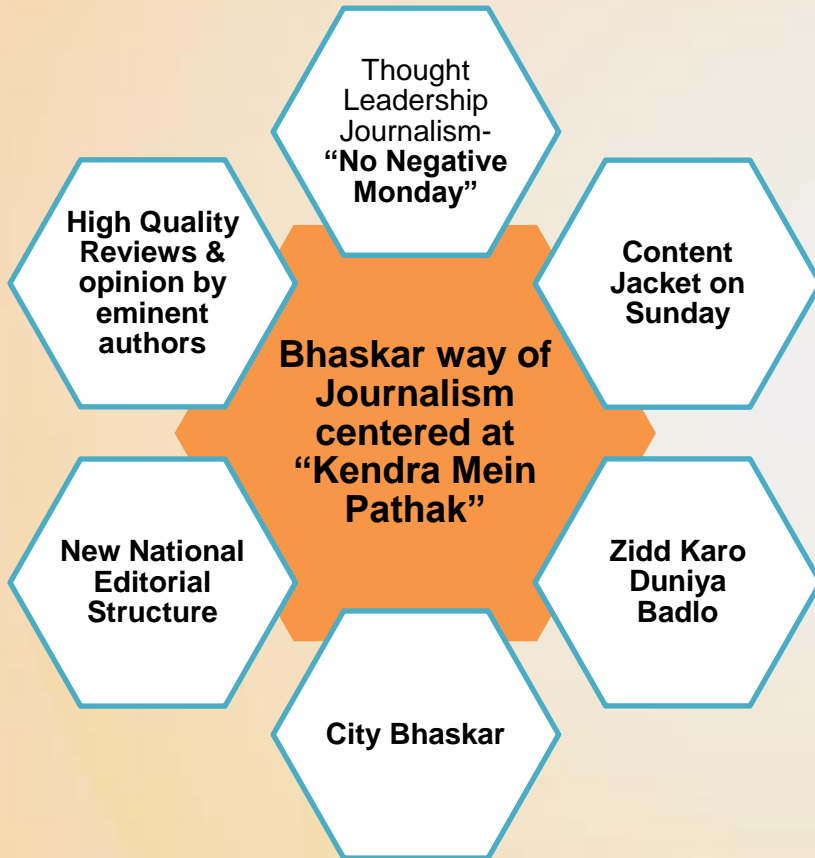 Thought
Leadership
Journalism-
“No Negative
Monday”
High Quality
Reviews &
opinion by
eminent
authors
Content
Jacket on
Sunday
Bhaskar way of
Journalism
centered at
“Kendra Mein
Pathak”
New National
Editorial
Structure
Zidd Karo
Duniya
Badlo
City Bhaskar